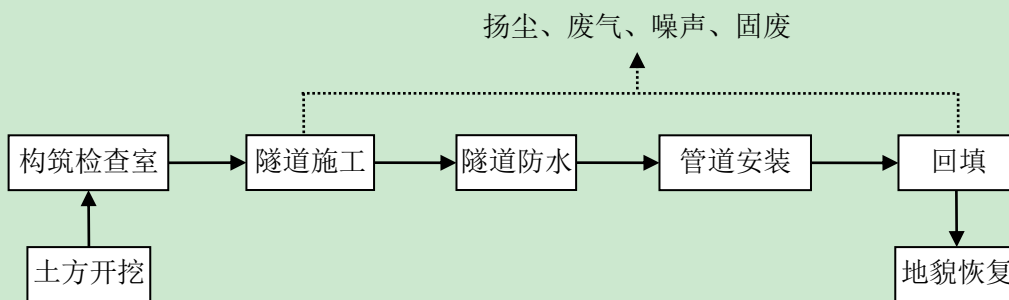 扬尘、废气、噪声、固废
构筑检查室
隧道施工
隧道防水
管道安装
回填
土方开挖
地貌恢复